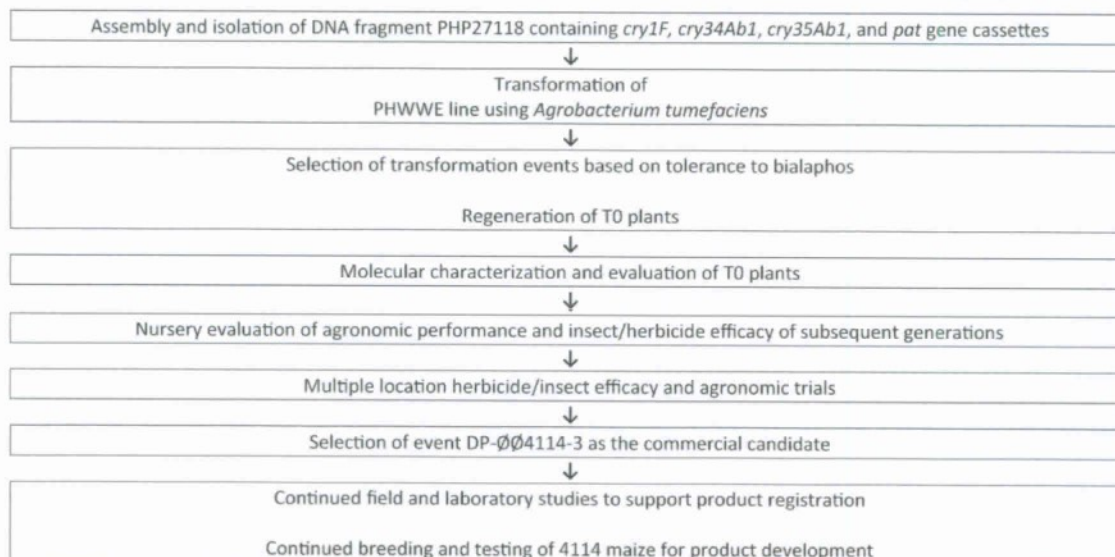 Assembly and isolation of DNA fragment PHP27118 containing cry1F, cry34Ab1, cry35Ab1, and pat gene cassettes
Transformation of
PHWWE line using Agrobacterium tumefaciens
Selection of transformation events based on tolerance to bialaphos
Regeneration of T0 plants
Molecular characterization and evaluation of T0 plants
Nursery evaluation of agronomic performance and insect/herbicide efficacy of subsequent generations
Multiple location herbicide/insect efficacy and agronomic trials
Selection of event DP-ØØ4114-3 as the commercial candidate
Continued field and laboratory studies to support product registration
Continued breeding and testing of 4114 maize for product development